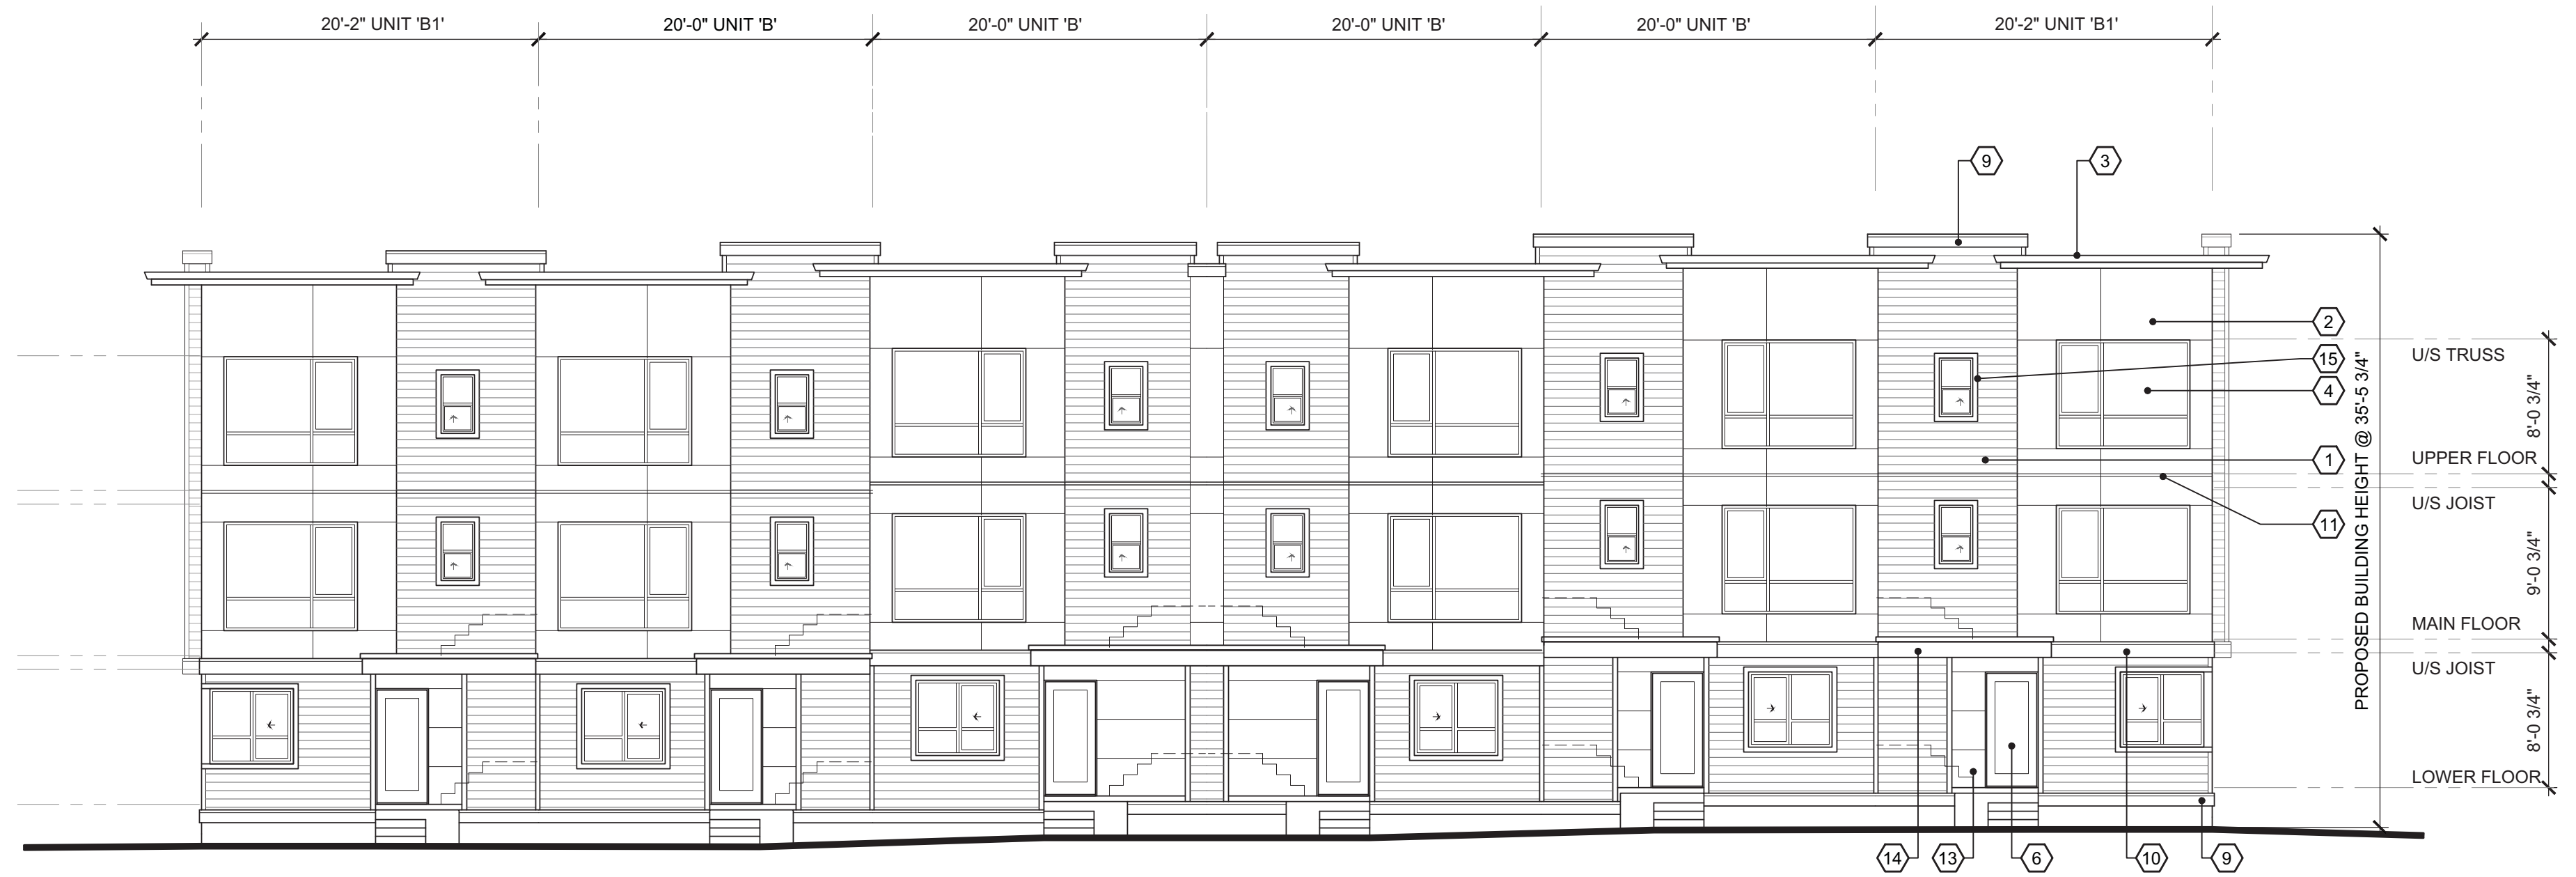 20'-2" UNIT 'B1'
20'-0" UNIT 'B'
20'-0" UNIT 'B'
20'-0" UNIT 'B'
20'-0" UNIT 'B'
20'-2" UNIT 'B1'
9
3
2
15
4
1
11
PROPOSED BUILDING HEIGHT @ 35'-5 3/4"
U/S TRUSS
8'-0 3/4"
UPPER FLOOR
U/S JOIST
9'-0 3/4"
MAIN FLOOR
U/S JOIST
8'-0 3/4"
LOWER FLOOR
14
13
6
10
9